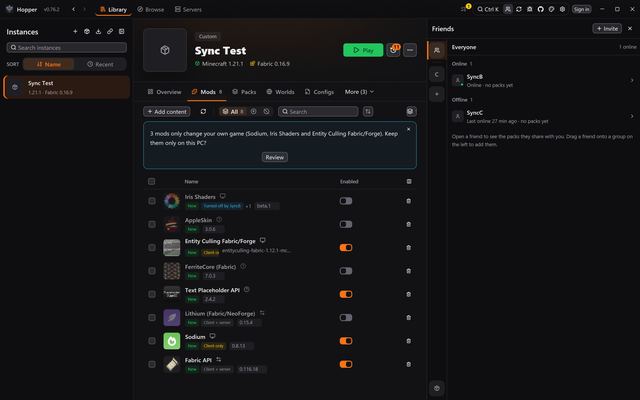 Hopper v0.76.2
Library
Browse
Servers
Ctrl K
Sign in
Instances
Search instances
SORT Name Recent
Sync Test
1.21.1 · Fabric 0.16.9
Custom
Sync Test
Minecraft 1.21.1 · Fabric 0.16.9
Play
Overview Mods 8 Packs Worlds Configs More (3)
+ Add content
All 8
Search
3 mods only change your own game (Sodium, Iris Shaders and Entity Culling Fabric/Forge). Keep
them only on this PC?
Review
Name Enabled
Iris Shaders
New Turned off by SyncB +1 beta.1
AppleSkin
New 3.0.6
Entity Culling Fabric/Forge
New Client-o entityculling-fabric-1.12.1-mc...
FerriteCore (Fabric)
New 7.0.3
Text Placeholder API
New 2.4.2
Lithium (Fabric/NeoForge)
New Client + server 0.15.4
Sodium
New Client-only 0.8.13
Fabric API
New Client + server 0.116.18
Friends
+ Invite
Everyone 1 online
Online · 1
SyncB
Online · no packs yet
Offline · 1
SyncC
Last online 27 min ago · no packs yet
Open a friend to see the packs they share with you. Drag a friend onto a group on
the left to add them.
C